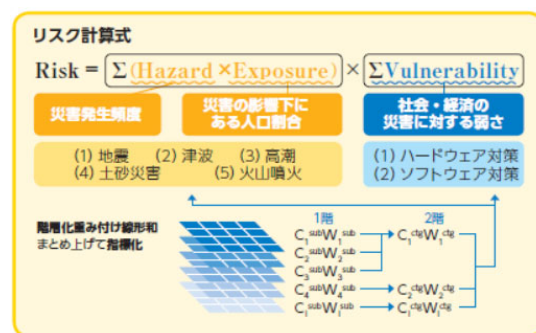 リスク計算式
Risk = Σ(Hazard×Exposure) × ΣVulnerability
災害発生頻度
災害の影響下に
ある人口割合
社会・経済の
災害に対する弱さ
(1) 地震 (2) 津波 (3) 高潮
(4) 土砂災害 (5) 火山噴火
(1) ハードウェア対策
(2) ソフトウェア対策
階層化重み付け線形和
まとめ上げて指標化
1階 2階
C₁ˢᵘᵇW₁ˢᵘᵇ C₁ᶜᵗᵍW₁ᶜᵗᵍ
C₂ˢᵘᵇW₂ˢᵘᵇ
C₃ˢᵘᵇW₃ˢᵘᵇ
C₄ˢᵘᵇW₄ˢᵘᵇ C₂ᶜᵗᵍW₂ᶜᵗᵍ
CᵢˢᵘᵇWᵢˢᵘᵇ CᵢᶜᵗᵍWᵢᶜᵗᵍ